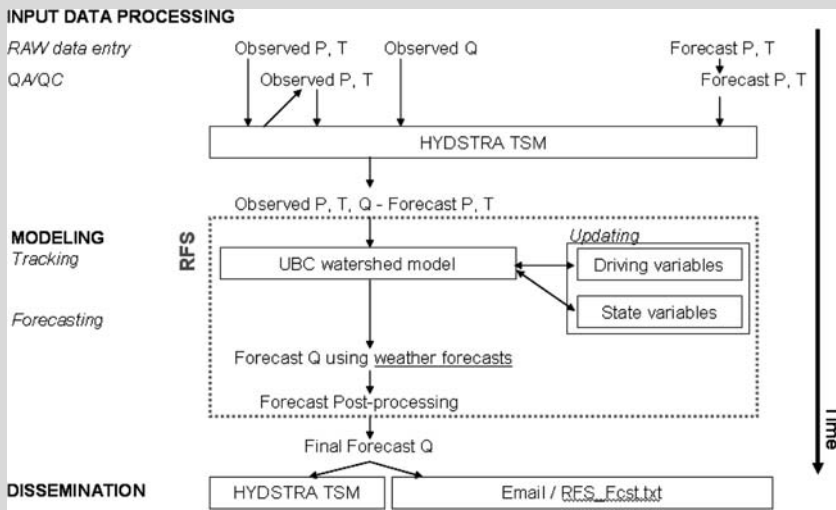 INPUT DATA PROCESSING
RAW data entry Observed P, T Observed Q Forecast P, T
QA/QC Observed P, T Forecast P, T
HYDSTRA TSM
Observed P, T, Q - Forecast P, T
MODELING
Updating
RFS
Tracking UBC watershed model Driving variables
State variables
Forecasting
Forecast Q using weather forecasts
Forecast Post-processing
Time
Final Forecast Q
DISSEMINATION HYDSTRA TSM Email / RFS_Fcst.txt